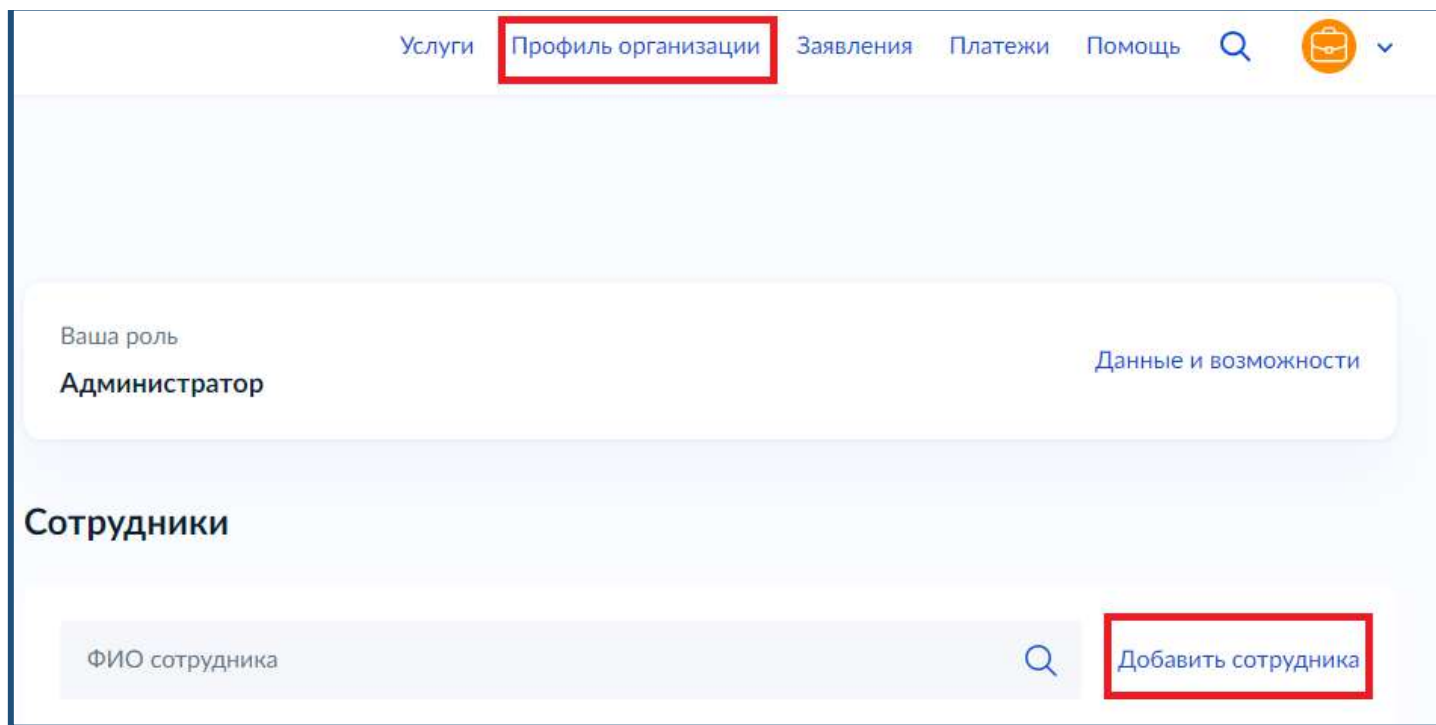 Услуги Профиль организации Заявления Платежи Помощь
Ваша роль
Администратор
Данные и возможности
Сотрудники
ФИО сотрудника
Добавить сотрудника